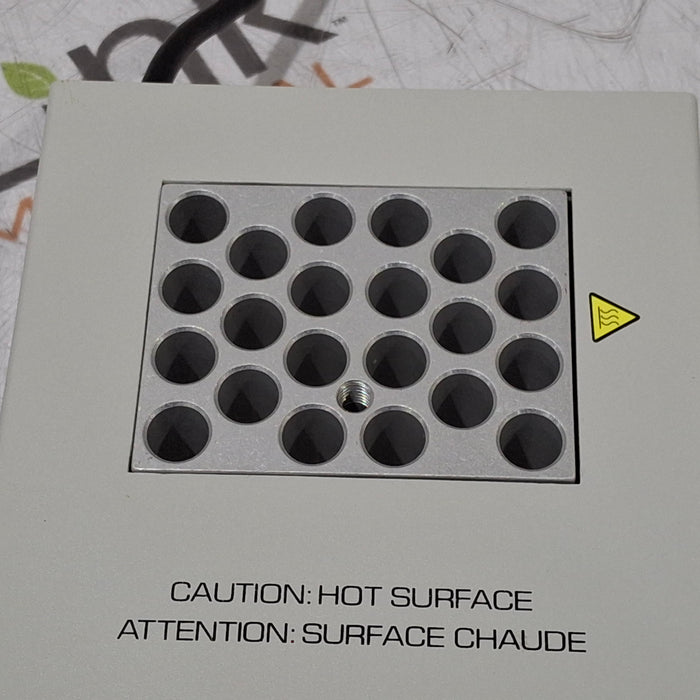 CAUTION: HOT SURFACE
ATTENTION: SURFACE CHAUDE